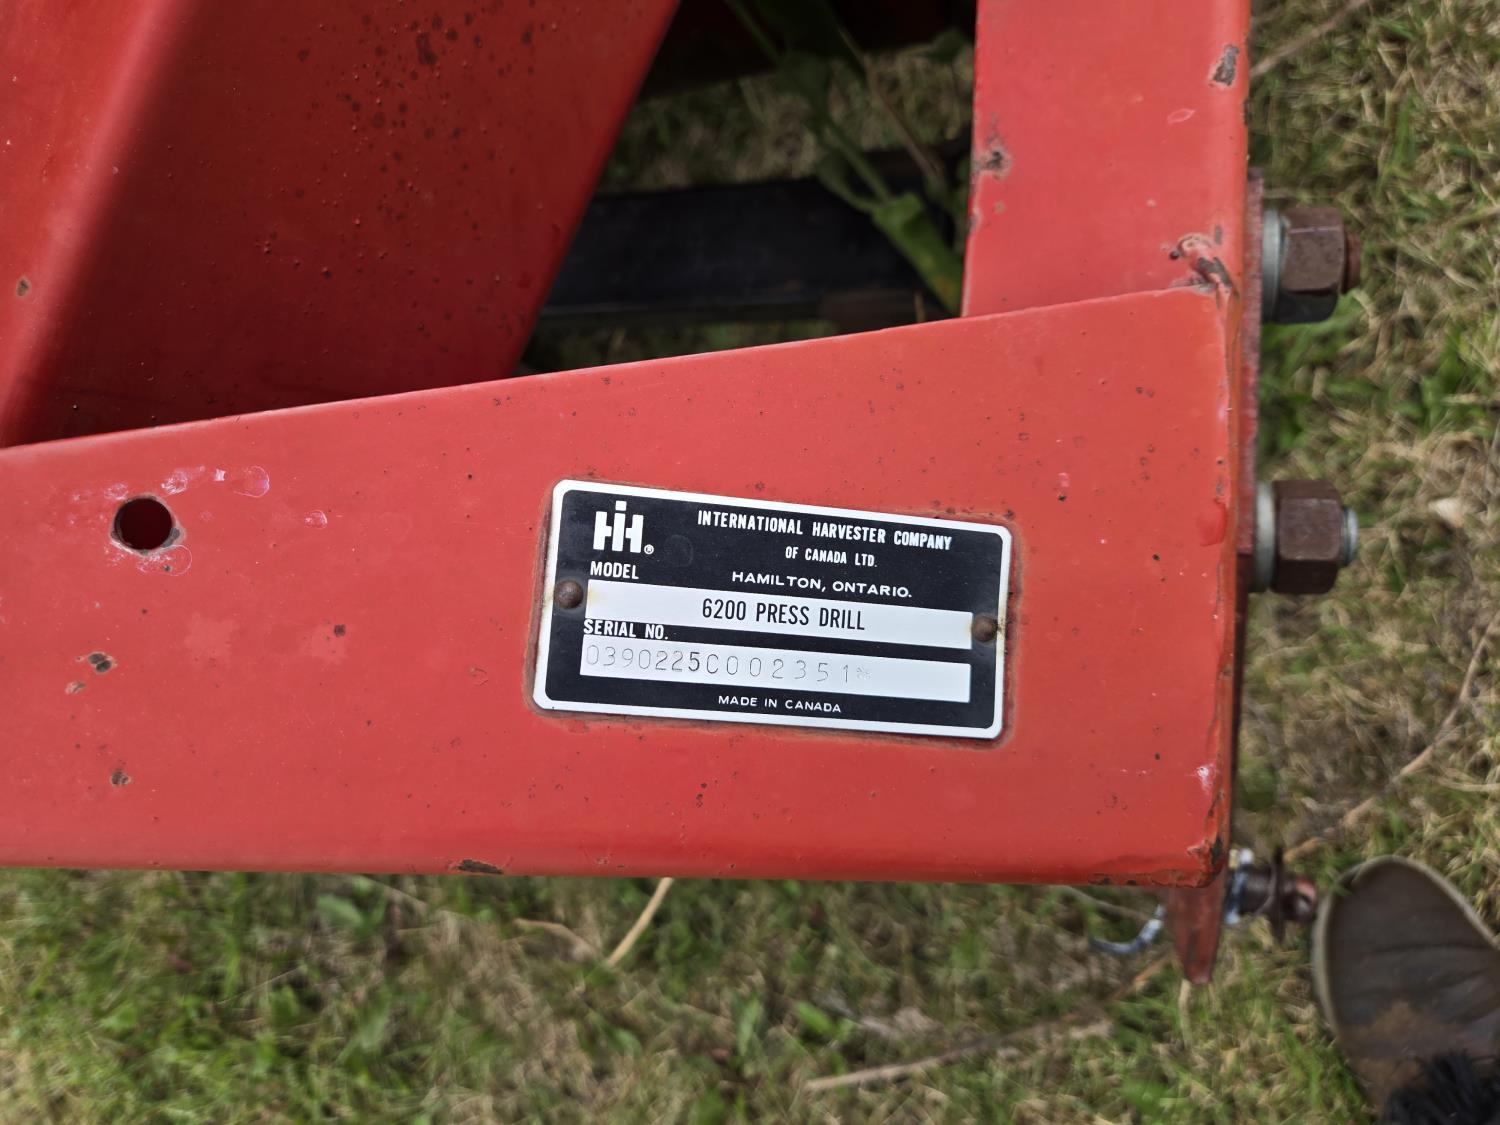 IH®
INTERNATIONAL HARVESTER COMPANY
OF CANADA LTD.
HAMILTON, ONTARIO.
MODEL
6200 PRESS DRILL
SERIAL NO.
0390225C002351*
MADE IN CANADA